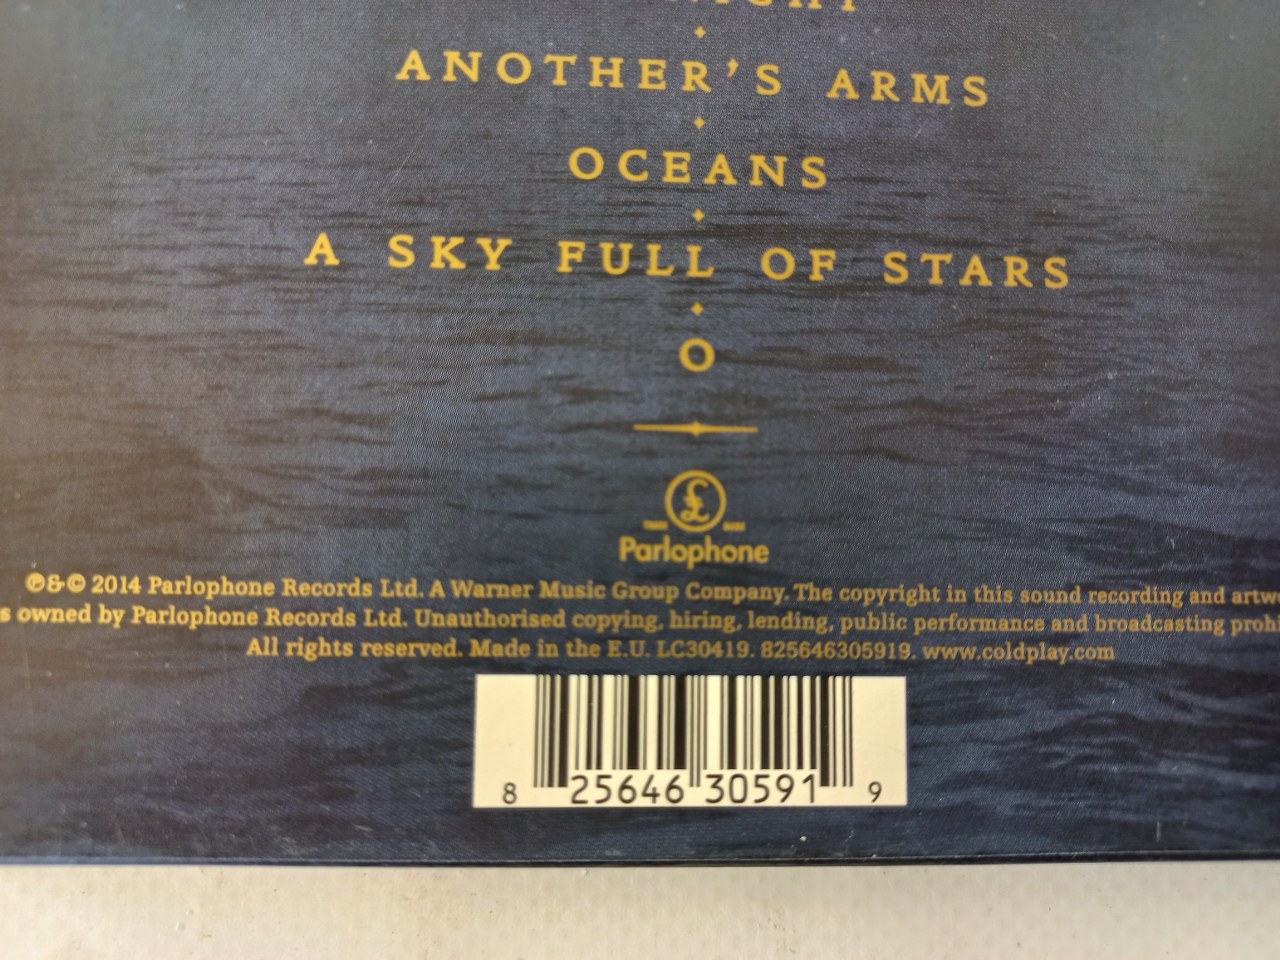 ANOTHER'S ARMS
OCEANS
A SKY FULL OF STARS
O
£
Parlophone
℗&© 2014 Parlophone Records Ltd. A Warner Music Group Company. The copyright in this sound recording and
s owned by Parlophone Records Ltd. Unauthorised copying, hiring, lending, public performance and broadcasting
All rights reserved. Made in the E.U. LC30419. 825646305919. www.coldplay.com
8 25646 30591 9